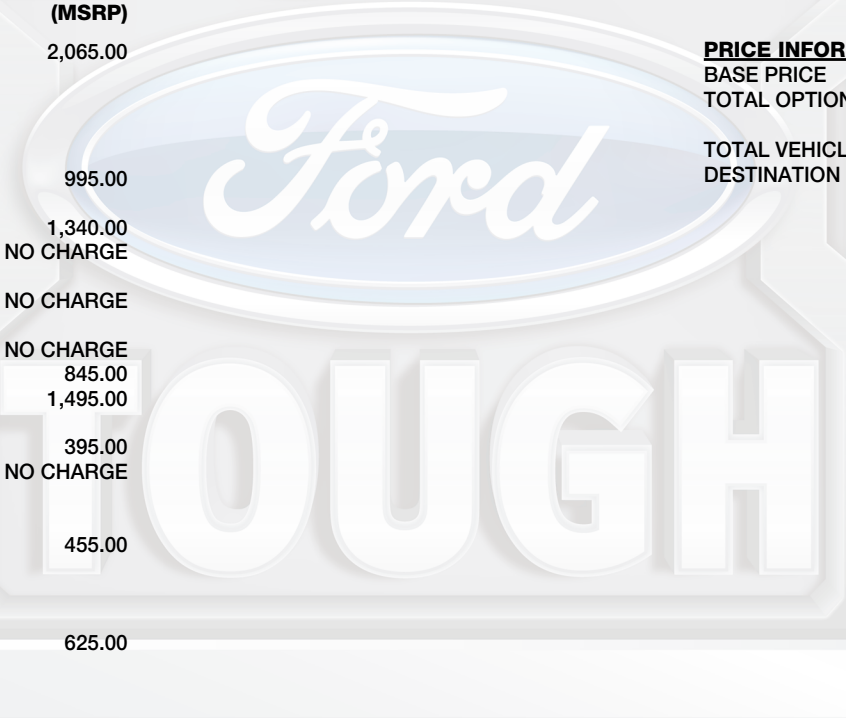 (MSRP)
2,065.00
995.00
1,340.00
NO CHARGE
NO CHARGE
NO CHARGE
845.00
1,495.00
395.00
NO CHARGE
455.00
625.00
PRICE INFOR
BASE PRICE
TOTAL OPTION
TOTAL VEHICL
DESTINATION
Ford
TOUGH